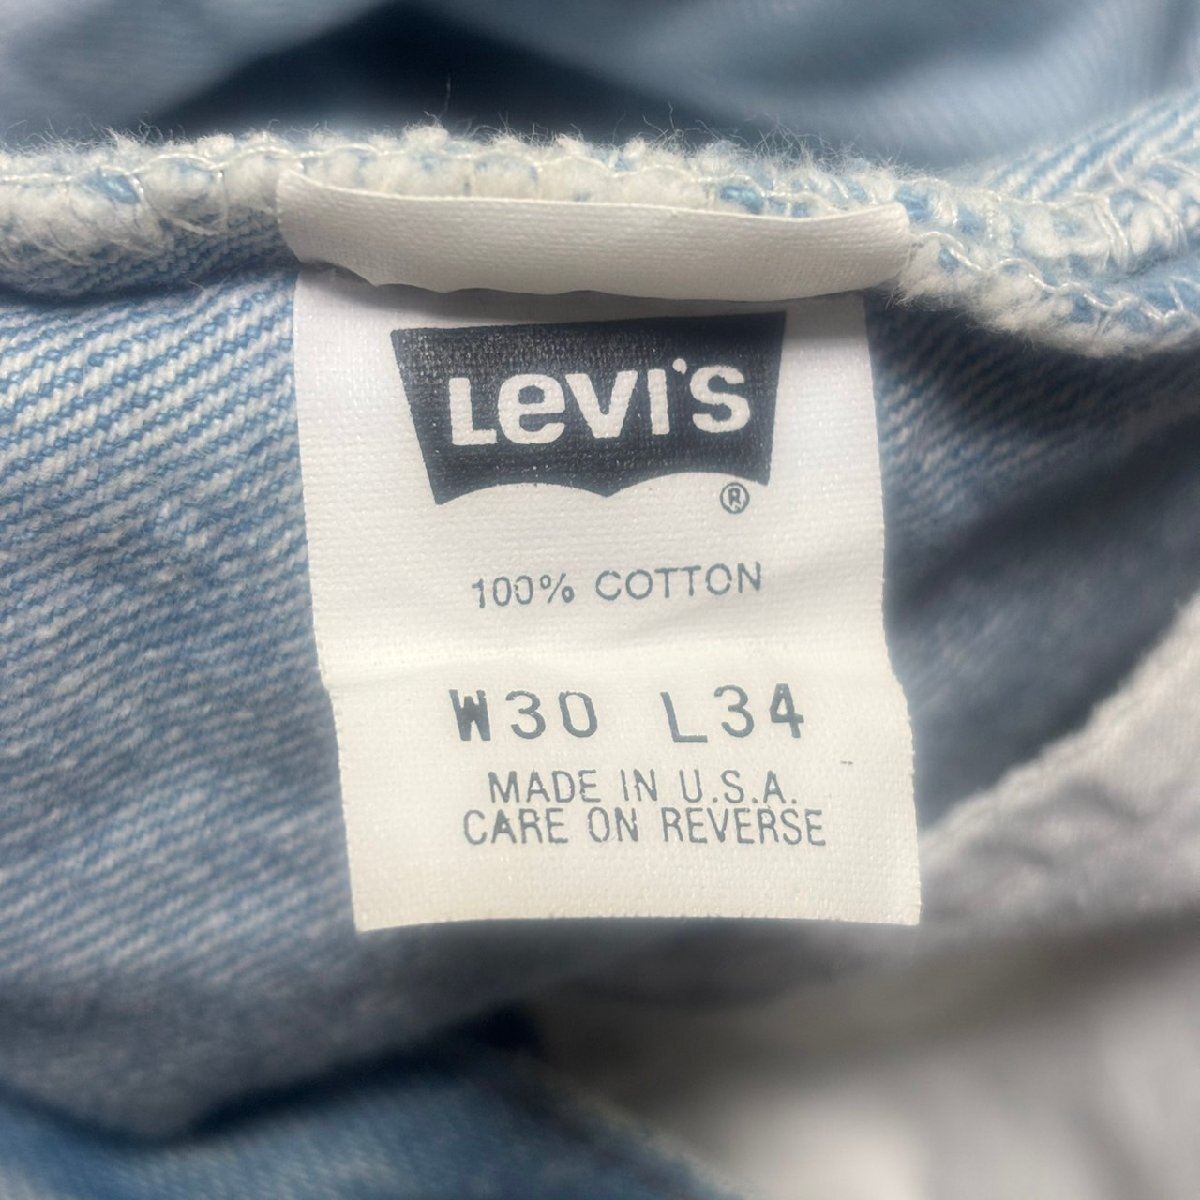 Levi's
®
100% COTTON
W30 L34
MADE IN U.S.A.
CARE ON REVERSE